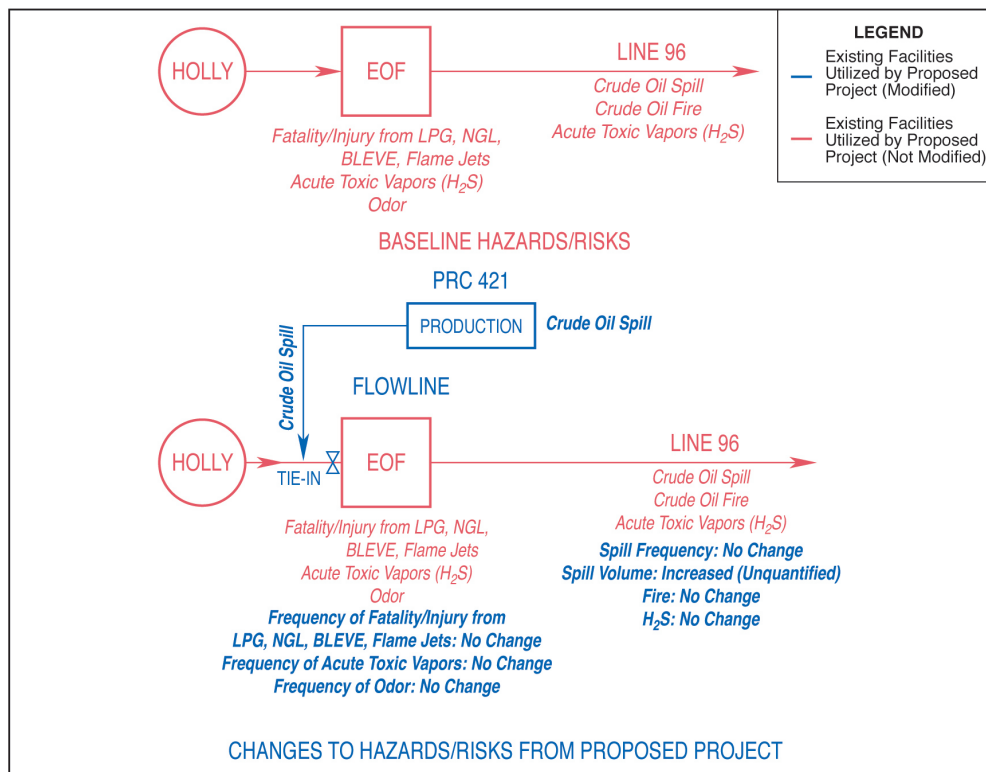 LEGEND
Existing Facilities
Utilized by Proposed
Project (Modified)
Existing Facilities
Utilized by Proposed
Project (Not Modified)
HOLLY
EOF
LINE 96
Crude Oil Spill
Crude Oil Fire
Acute Toxic Vapors (H₂S)
Fatality/Injury from LPG, NGL,
BLEVE, Flame Jets
Acute Toxic Vapors (H₂S)
Odor
BASELINE HAZARDS/RISKS
PRC 421
PRODUCTION
Crude Oil Spill
Crude Oil Spill
FLOWLINE
HOLLY
TIE-IN
EOF
LINE 96
Crude Oil Spill
Crude Oil Fire
Acute Toxic Vapors (H₂S)
Spill Frequency: No Change
Spill Volume: Increased (Unquantified)
Fire: No Change
H₂S: No Change
Fatality/Injury from LPG, NGL,
BLEVE, Flame Jets
Acute Toxic Vapors (H₂S)
Odor
Frequency of Fatality/Injury from
LPG, NGL, BLEVE, Flame Jets: No Change
Frequency of Acute Toxic Vapors: No Change
Frequency of Odor: No Change
CHANGES TO HAZARDS/RISKS FROM PROPOSED PROJECT